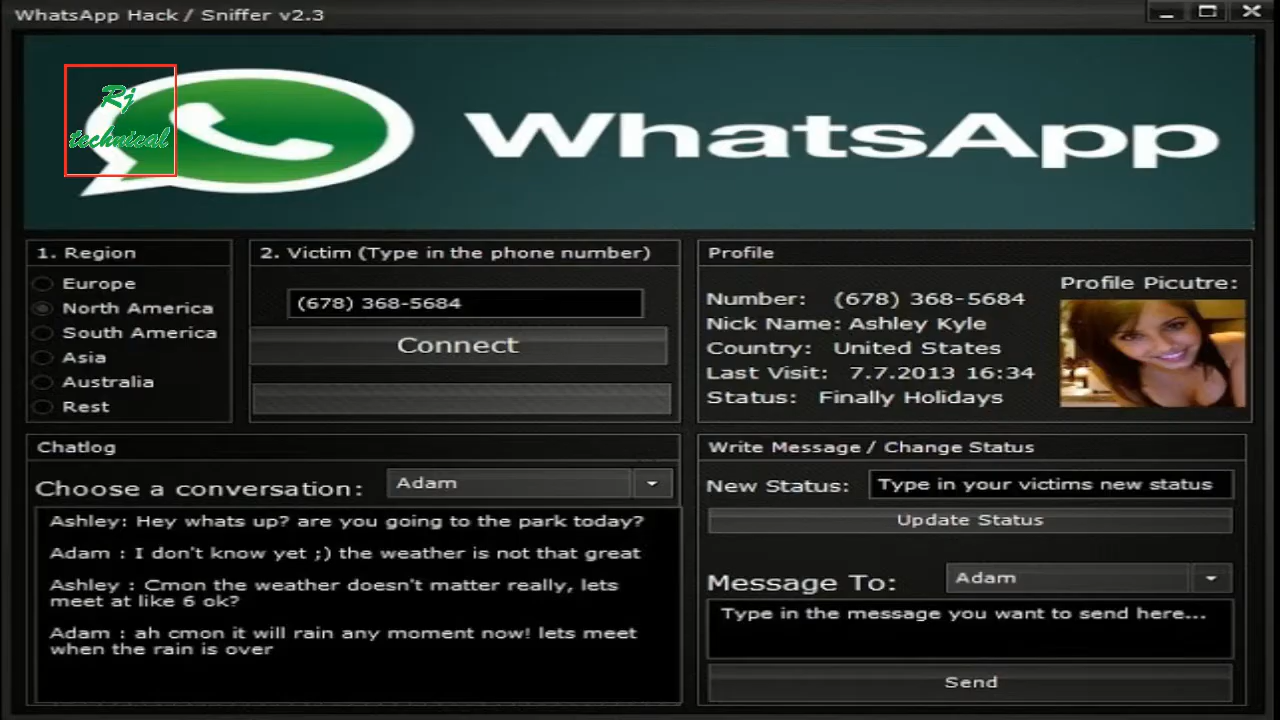 WhatsApp Hack / Sniffer v2.3
Rj
technical
WhatsApp
1. Region
Europe
North America
South America
Asia
Australia
Rest
2. Victim (Type in the phone number)
(678) 368-5684
Connect
Profile
Number: (678) 368-5684
Nick Name: Ashley Kyle
Country: United States
Last Visit: 7.7.2013 16:34
Status: Finally Holidays
Profile Picutre:
Chatlog
Choose a conversation: Adam
Ashley: Hey whats up? are you going to the park today?
Adam : I don't know yet ;) the weather is not that great
Ashley : Cmon the weather doesn't matter really, lets
meet at like 6 ok?
Adam : ah cmon it will rain any moment now! lets meet
when the rain is over
Write Message / Change Status
New Status: Type in your victims new status
Update Status
Message To: Adam
Type in the message you want to send here...
Send